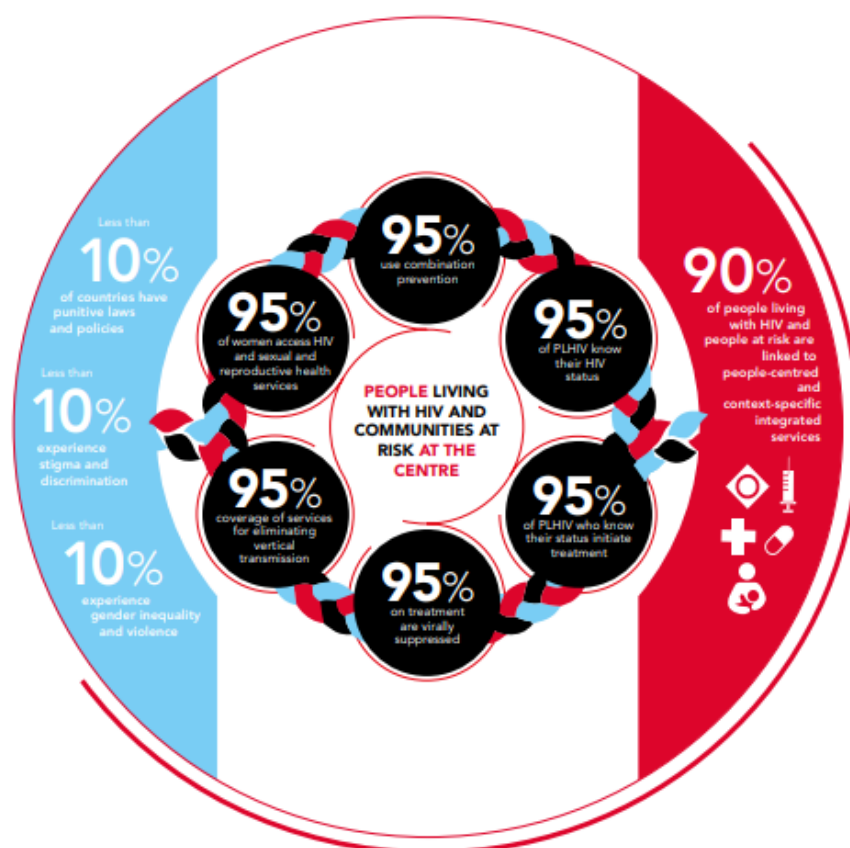 Less than
10%
of countries have
punitive laws
and policies
Less than
10%
experience
stigma and
discrimination
Less than
10%
experience
gender inequality
and violence
95%
use combination
prevention
95%
of PLHIV know
their HIV
status
95%
of PLHIV who know
their status initiate
treatment
95%
on treatment
are virally
suppressed
95%
coverage of services
for eliminating
vertical
transmission
95%
of women access HIV
and sexual and
reproductive health
services
PEOPLE LIVING
WITH HIV AND
COMMUNITIES AT
RISK AT THE
CENTRE
90%
of people living
with HIV and
people at risk are
linked to
people-centred
and
context-specific
integrated
services